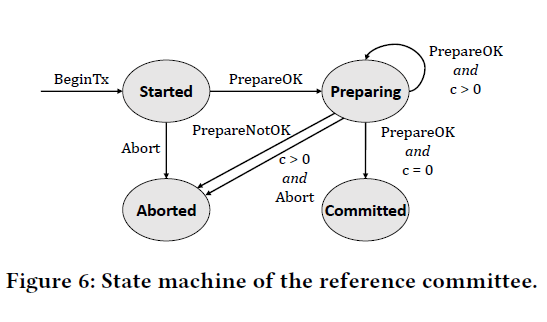 PrepareOK
and
c > 0
BeginTx
Started
PrepareOK
Preparing
Abort
PrepareNotOK
c > 0
and
Abort
PrepareOK
and
c = 0
Aborted
Committed
Figure 6: State machine of the reference committee.